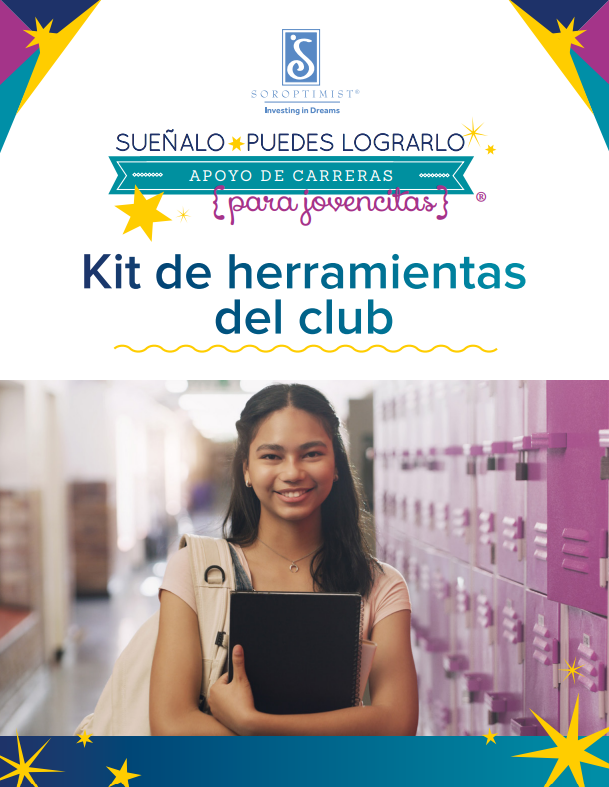 SOROPTIMIST®
Investing in Dreams
SUEÑALO PUEDES LOGRARLO
APOYO DE CARRERAS
{para jovencitas} ®
Kit de herramientas
del club